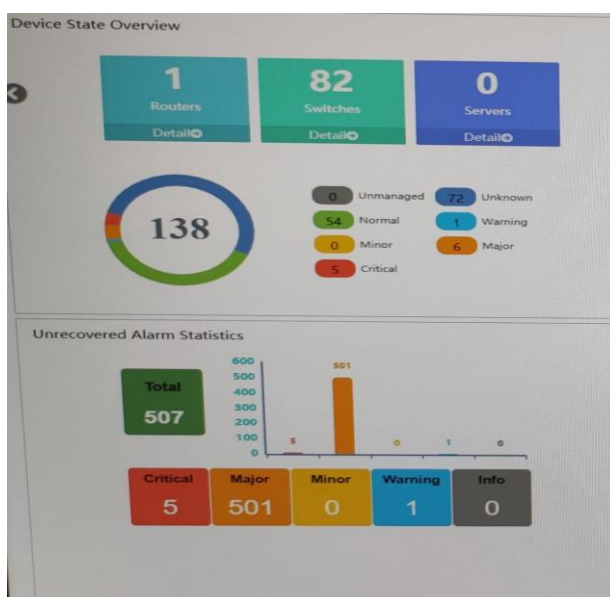 Device State Overview
1 82 0
Routers Switches Servers
Detail Detail Detail
138
0 Unmanaged 72 Unknown
54 Normal 1 Warning
0 Minor 6 Major
5 Critical
Unrecovered Alarm Statistics
Total
507
600
500
400
300
200
100
0
5 501 0 1 0
Critical Major Minor Warning Info
5 501 0 1 0